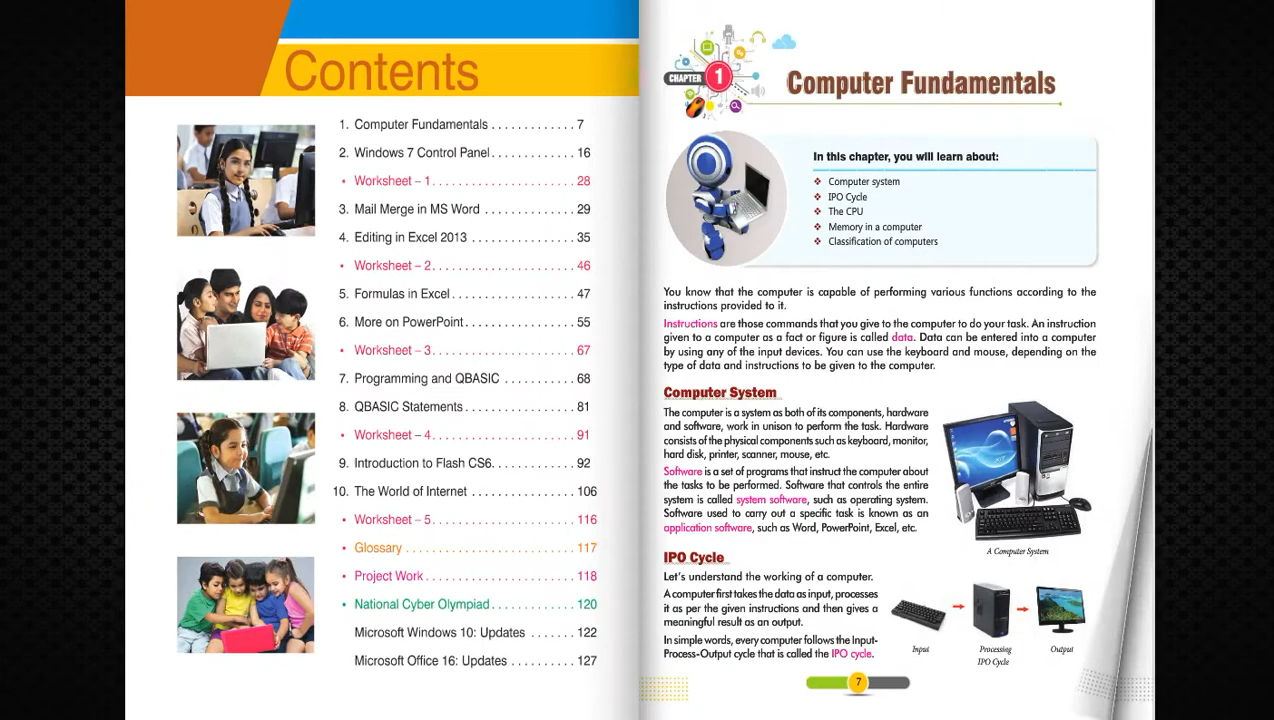 Contents
1. Computer Fundamentals . . . . . . . . . . . . . 7
2. Windows 7 Control Panel . . . . . . . . . . . . . 16
• Worksheet – 1 . . . . . . . . . . . . . . . . . . . . . . 28
3. Mail Merge in MS Word . . . . . . . . . . . . . . 29
4. Editing in Excel 2013 . . . . . . . . . . . . . . . . 35
• Worksheet – 2 . . . . . . . . . . . . . . . . . . . . . . 46
5. Formulas in Excel . . . . . . . . . . . . . . . . . . . 47
6. More on PowerPoint . . . . . . . . . . . . . . . . . 55
• Worksheet – 3 . . . . . . . . . . . . . . . . . . . . . . 67
7. Programming and QBASIC . . . . . . . . . . . 68
8. QBASIC Statements . . . . . . . . . . . . . . . . . 81
• Worksheet – 4 . . . . . . . . . . . . . . . . . . . . . . 91
9. Introduction to Flash CS6. . . . . . . . . . . . . 92
10. The World of Internet . . . . . . . . . . . . . . . . 106
• Worksheet – 5 . . . . . . . . . . . . . . . . . . . . . . 116
• Glossary . . . . . . . . . . . . . . . . . . . . . . . . . . 117
• Project Work . . . . . . . . . . . . . . . . . . . . . . . 118
• National Cyber Olympiad . . . . . . . . . . . . . 120
Microsoft Windows 10: Updates . . . . . . . 122
Microsoft Office 16: Updates . . . . . . . . . . 127
CHAPTER 1
Computer Fundamentals
In this chapter, you will learn about:
❖ Computer system
❖ IPO Cycle
❖ The CPU
❖ Memory in a computer
❖ Classification of computers
You know that the computer is capable of performing various functions according to the
instructions provided to it.
Instructions are those commands that you give to the computer to do your task. An instruction
given to a computer as a fact or figure is called data. Data can be entered into a computer
by using any of the input devices. You can use the keyboard and mouse, depending on the
type of data and instructions to be given to the computer.
Computer System
The computer is a system as both of its components, hardware
and software, work in unison to perform the task. Hardware
consists of the physical components such as keyboard, monitor,
hard disk, printer, scanner, mouse, etc.
Software is a set of programs that instruct the computer about
the tasks to be performed. Software that controls the entire
system is called system software, such as operating system.
Software used to carry out a specific task is known as an
application software, such as Word, PowerPoint, Excel, etc.
A Computer System
IPO Cycle
Let's understand the working of a computer.
A computer first takes the data as input, processes
it as per the given instructions and then gives a
meaningful result as an output.
In simple words, every computer follows the Input-
Process-Output cycle that is called the IPO cycle.
Input Processing Output
IPO Cycle
7